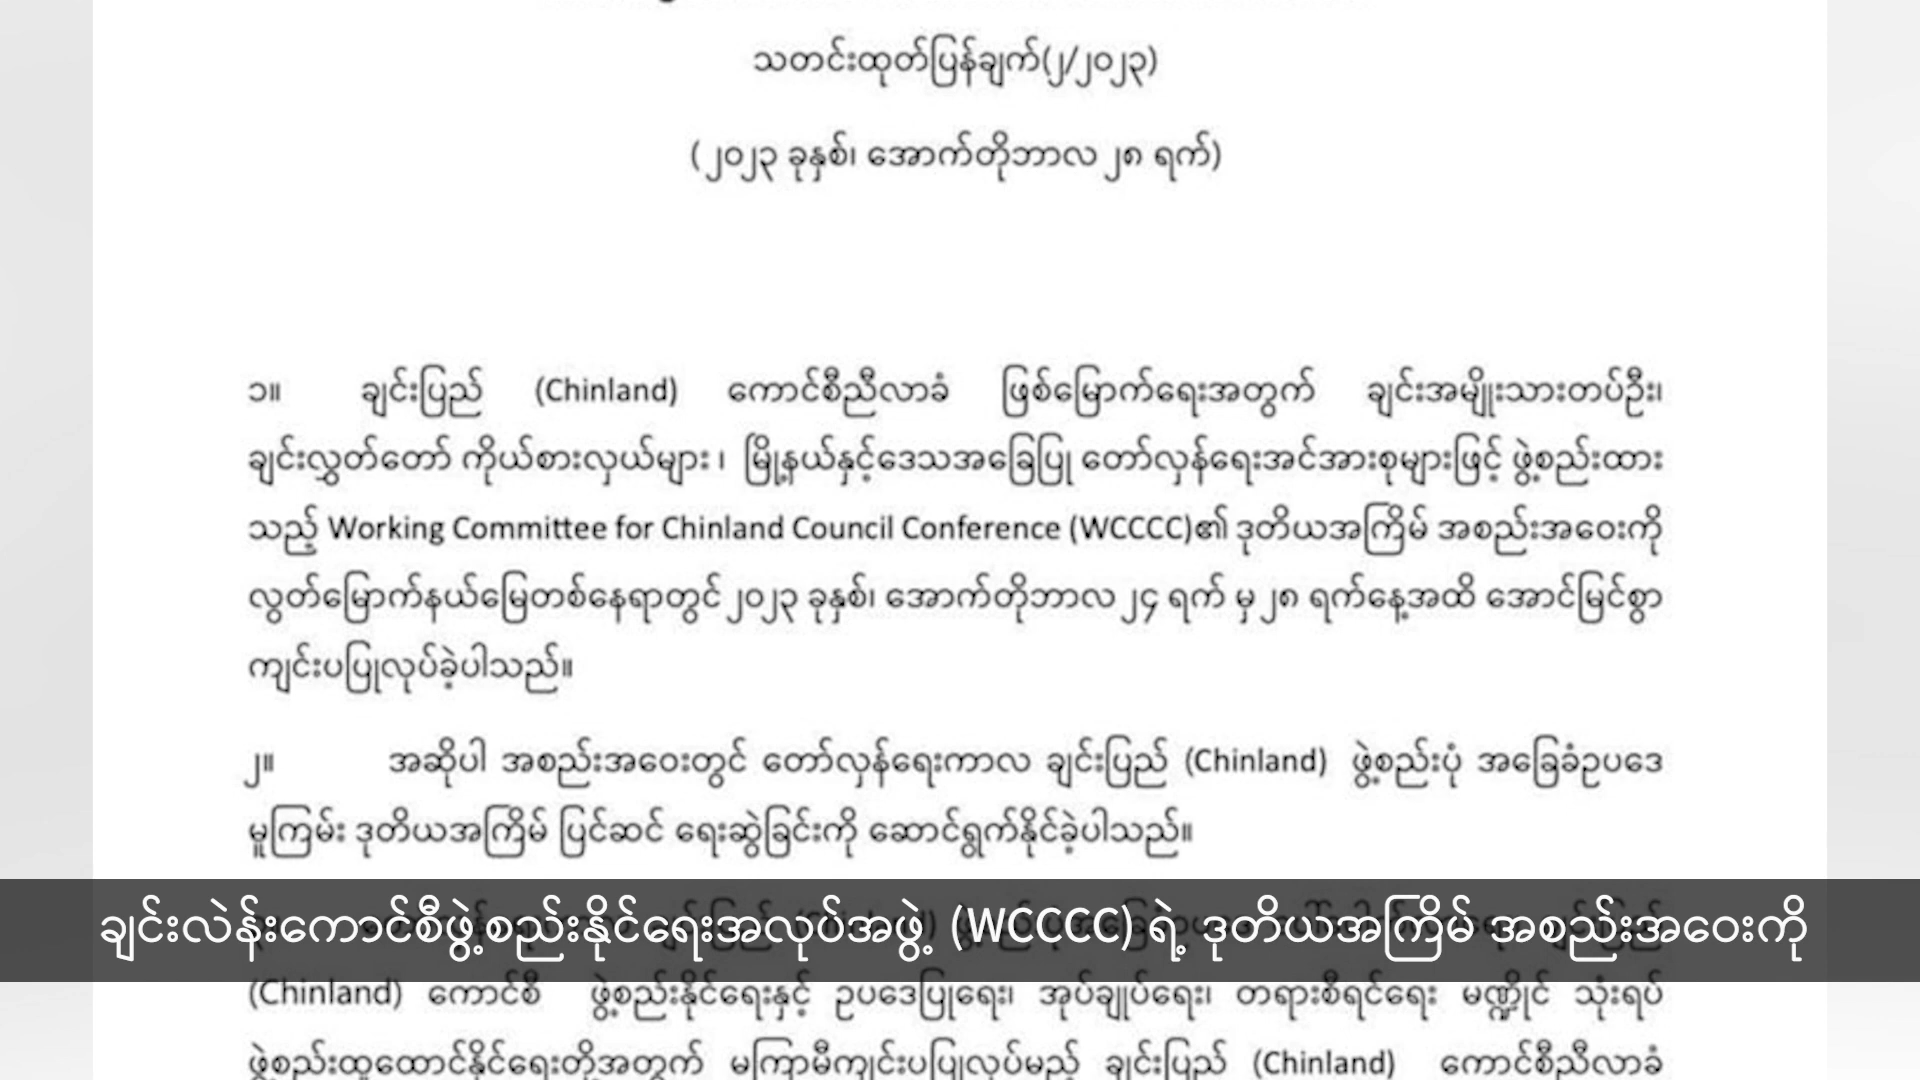 သတင်းထုတ်ပြန်ချက်(၂/၂၀၂၃)
(၂၀၂၃ ခုနှစ်၊ အောက်တိုဘာလ ၂၈ ရက်)
၁။ ချင်းပြည် (Chinland) ကောင်စီညီလာခံ ဖြစ်မြောက်ရေးအတွက် ချင်းအမျိုးသားတပ်ဦး၊
ချင်းလွှတ်တော် ကိုယ်စားလှယ်များ ၊ မြို့နယ်နှင့်ဒေသအခြေပြု တော်လှန်ရေးအင်အားစုများဖြင့် ဖွဲ့စည်းထား
သည့် Working Committee for Chinland Council Conference (WCCCC)၏ ဒုတိယအကြိမ် အစည်းအဝေးကို
လွတ်မြောက်နယ်မြေတစ်နေရာတွင် ၂၀၂၃ ခုနှစ်၊ အောက်တိုဘာလ ၂၄ ရက် မှ ၂၈ ရက်နေ့အထိ အောင်မြင်စွာ
ကျင်းပပြုလုပ်ခဲ့ပါသည်။
၂။ အဆိုပါ အစည်းအဝေးတွင် တော်လှန်ရေးကာလ ချင်းပြည် (Chinland) ဖွဲ့စည်းပုံ အခြေခံဥပဒေ
မူကြမ်း ဒုတိယအကြိမ် ပြင်ဆင် ရေးဆွဲခြင်းကို ဆောင်ရွက်နိုင်ခဲ့ပါသည်။
ချင်းလဲန်းကောင်စီဖွဲ့စည်းနိုင်ရေးအလုပ်အဖွဲ့ (WCCCC) ရဲ့ ဒုတိယအကြိမ် အစည်းအဝေးကို
(Chinland) ကောင်စီ ဖွဲ့စည်းနိုင်ရေးနှင့် ဥပဒေပြုရေး၊ အုပ်ချုပ်ရေး၊ တရားစီရင်ရေး မဏ္ဍိုင် သုံးရပ်
ဖွဲ့စည်းထူထောင်နိုင်ရေးတို့အတွက် မကြာမီကျင်းပပြုလုပ်မည့် ချင်းပြည် (Chinland) ကောင်စီညီလာခံ